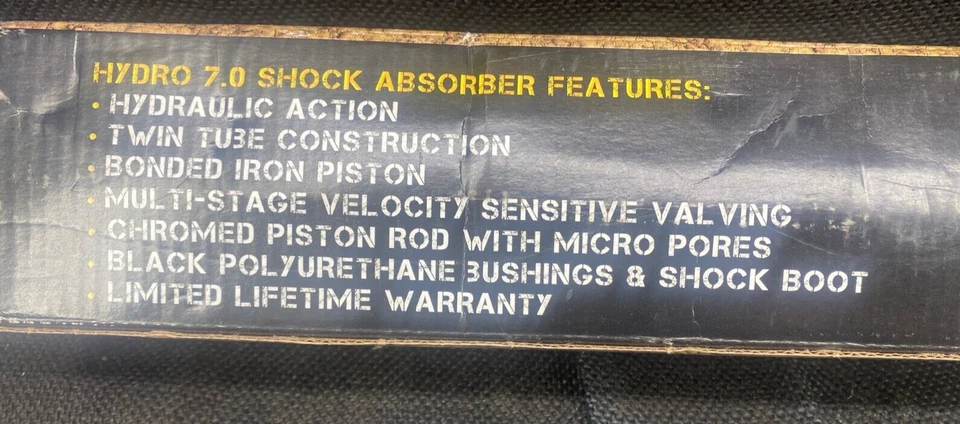 HYDRO 7.0 SHOCK ABSORBER FEATURES:
• HYDRAULIC ACTION
• TWIN TUBE CONSTRUCTION
• BONDED IRON PISTON
• MULTI-STAGE VELOCITY SENSITIVE VALVING
• CHROMED PISTON ROD WITH MICRO PORES
• BLACK POLYURETHANE BUSHINGS & SHOCK BOOT
• LIMITED LIFETIME WARRANTY